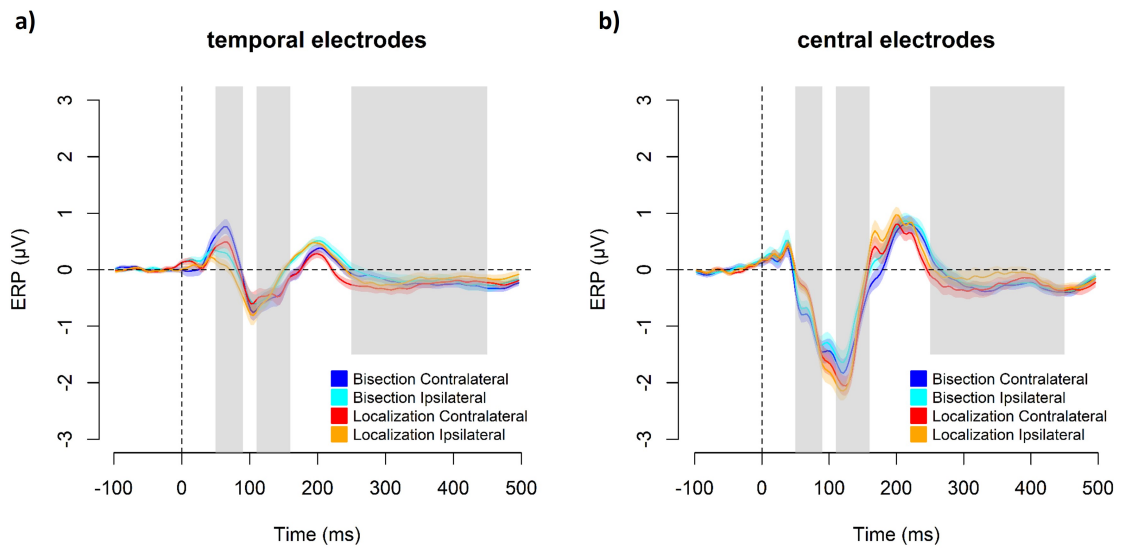 a)
temporal electrodes
ERP (µV)
3
2
1
0
-1
-2
-3
Bisection Contralateral
Bisection Ipsilateral
Localization Contralateral
Localization Ipsilateral
-100 0 100 200 300 400 500
Time (ms)
b)
central electrodes
ERP (µV)
3
2
1
0
-1
-2
-3
Bisection Contralateral
Bisection Ipsilateral
Localization Contralateral
Localization Ipsilateral
-100 0 100 200 300 400 500
Time (ms)